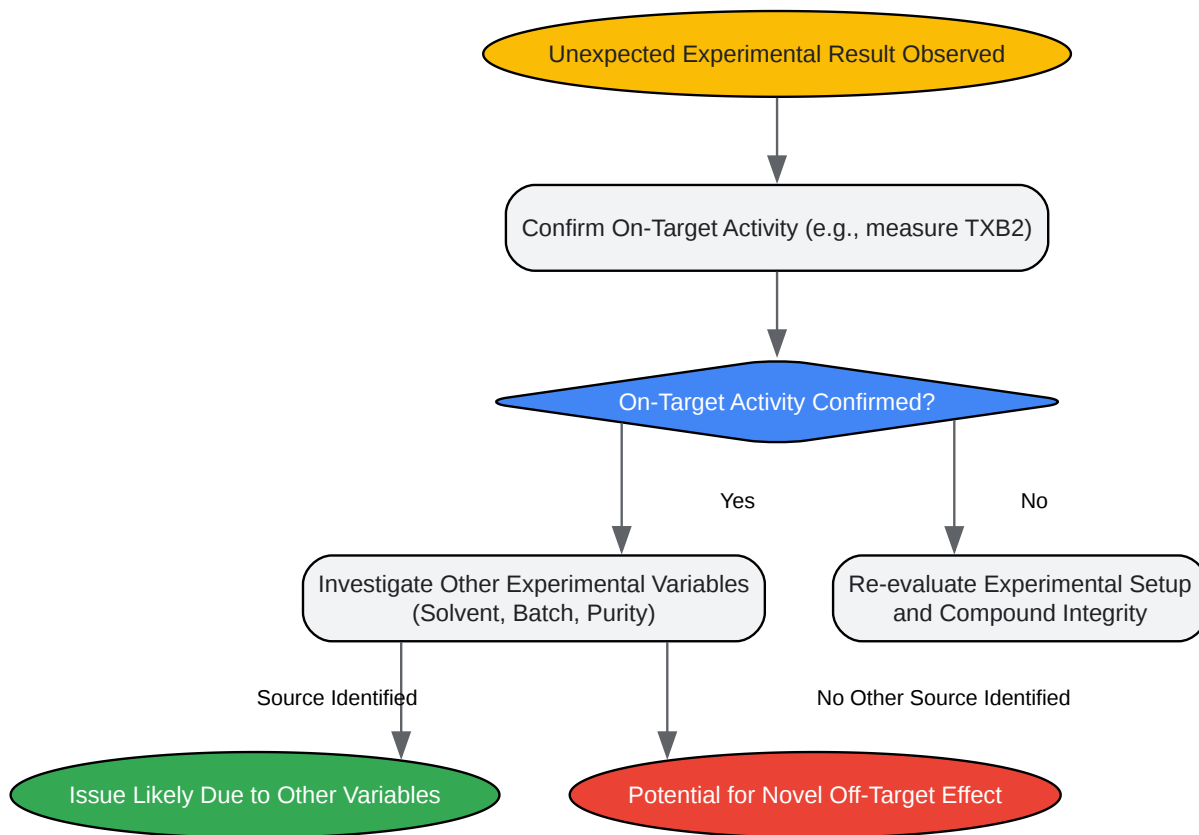 Unexpected Experimental Result Observed
Confirm On-Target Activity (e.g., measure TXB2)
On-Target Activity Confirmed?
Yes
No
Investigate Other Experimental Variables
(Solvent, Batch, Purity)
Re-evaluate Experimental Setup
and Compound Integrity
Source Identified
No Other Source Identified
Issue Likely Due to Other Variables
Potential for Novel Off-Target Effect